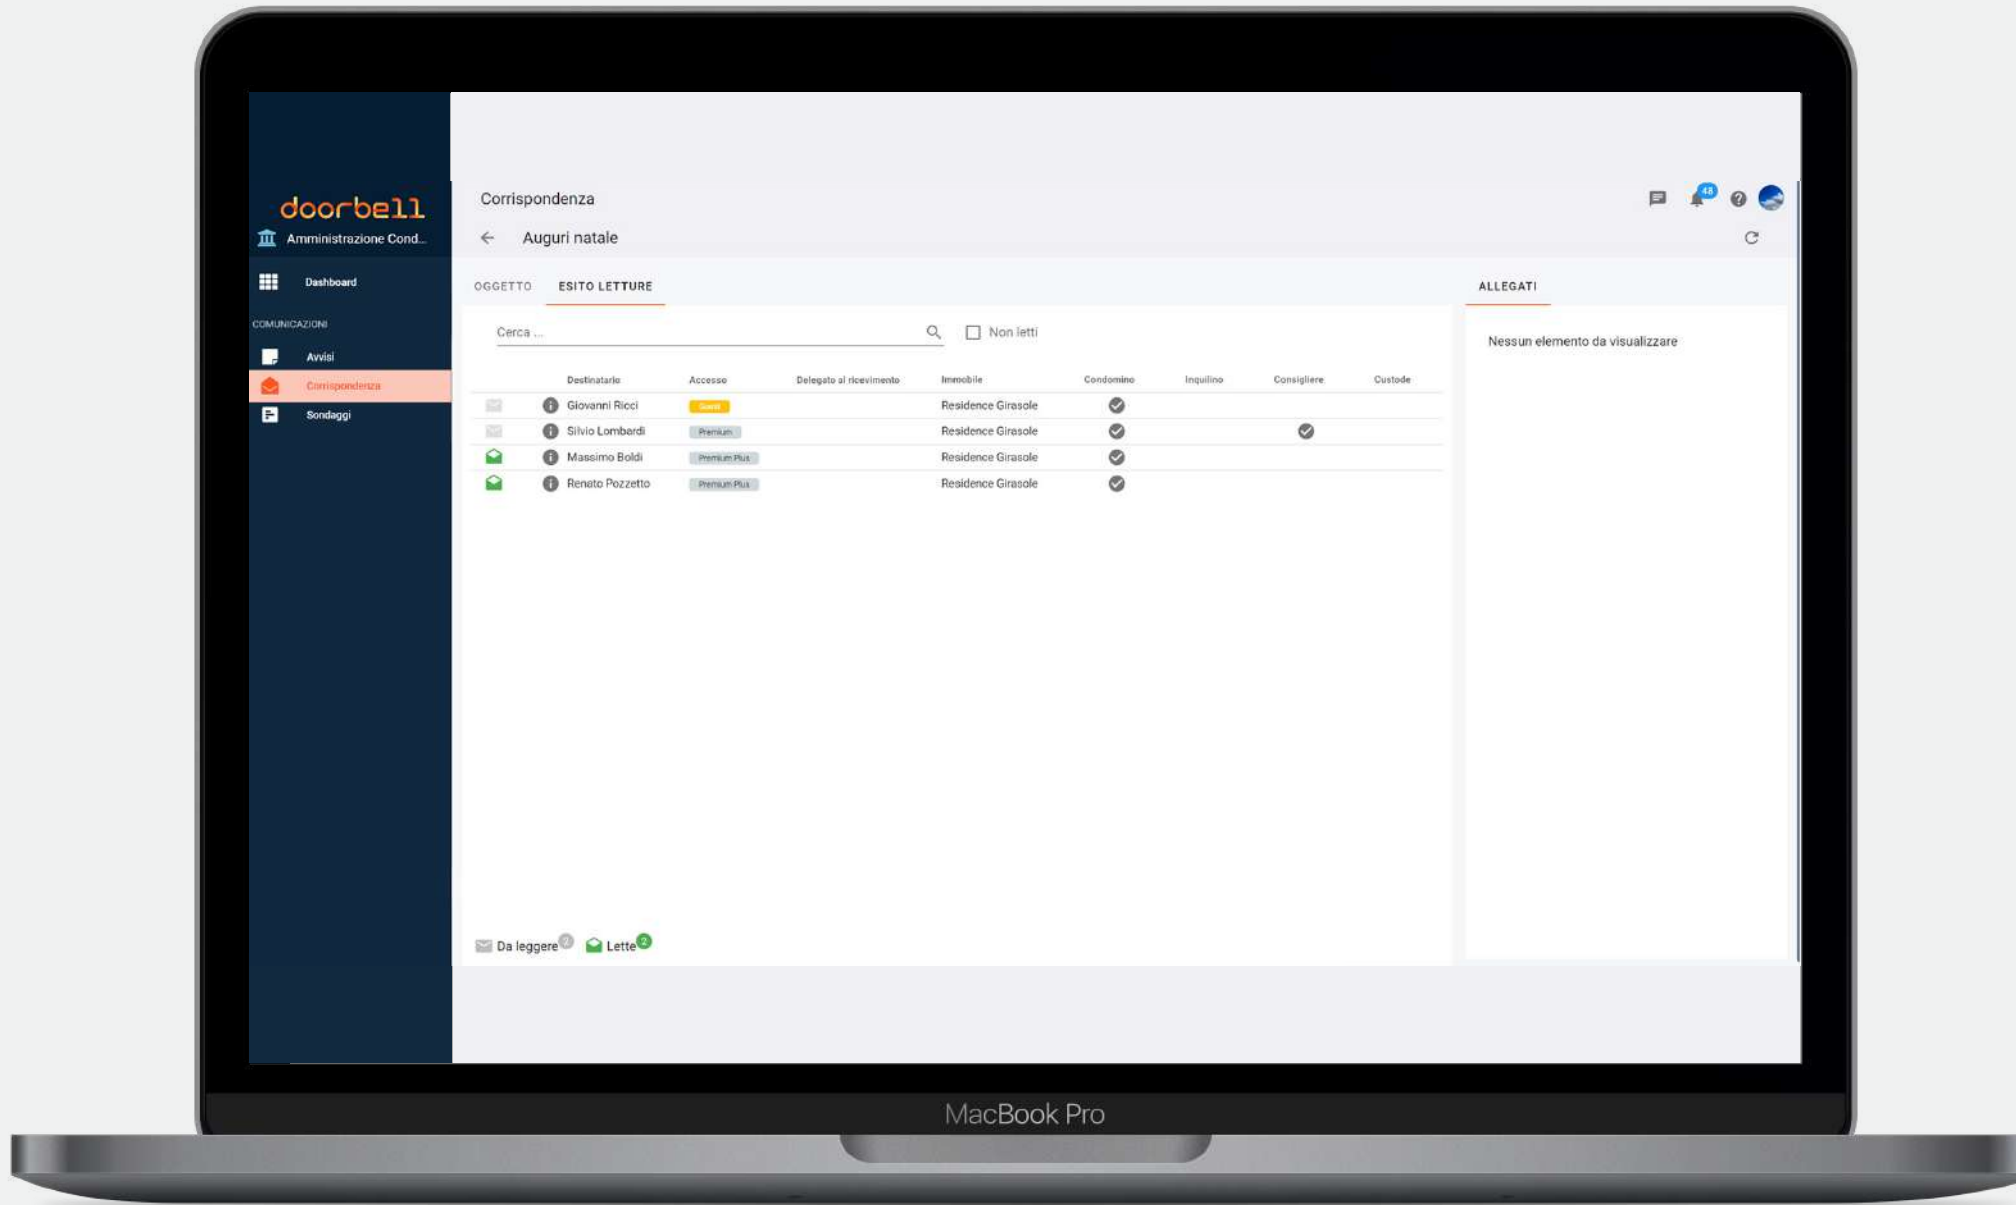 doorbell
Amministrazione Cond...
Dashboard
COMUNICAZIONI
Avvisi
Corrispondenza
Sondaggi
Corrispondenza
48
Auguri natale
OGGETTO ESITO LETTURE
ALLEGATI
Cerca ...
Non letti
Nessun elemento da visualizzare
Destinatario Accesso Delegato al ricevimento Immobile Condomino Inquilino Consigliere Custode
Giovanni Ricci Residence Girasole
Silvio Lombardi Premium Residence Girasole
Massimo Boldi Premium Plus Residence Girasole
Renato Pozzetto Premium Plus Residence Girasole
Da leggere 2 Lette 2
MacBook Pro